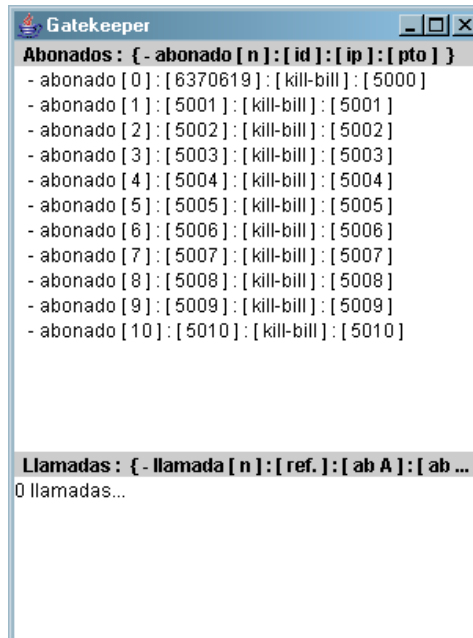 Gatekeeper
Abonados : { - abonado [ n ] : [ id ] : [ ip ] : [ pto ] }
- abonado [ 0 ] : [ 6370619 ] : [ kill-bill ] : [ 5000 ]
- abonado [ 1 ] : [ 5001 ] : [ kill-bill ] : [ 5001 ]
- abonado [ 2 ] : [ 5002 ] : [ kill-bill ] : [ 5002 ]
- abonado [ 3 ] : [ 5003 ] : [ kill-bill ] : [ 5003 ]
- abonado [ 4 ] : [ 5004 ] : [ kill-bill ] : [ 5004 ]
- abonado [ 5 ] : [ 5005 ] : [ kill-bill ] : [ 5005 ]
- abonado [ 6 ] : [ 5006 ] : [ kill-bill ] : [ 5006 ]
- abonado [ 7 ] : [ 5007 ] : [ kill-bill ] : [ 5007 ]
- abonado [ 8 ] : [ 5008 ] : [ kill-bill ] : [ 5008 ]
- abonado [ 9 ] : [ 5009 ] : [ kill-bill ] : [ 5009 ]
- abonado [ 10 ] : [ 5010 ] : [ kill-bill ] : [ 5010 ]
Llamadas : { - llamada [ n ] : [ ref. ] : [ ab A ] : [ ab ...
0 llamadas...